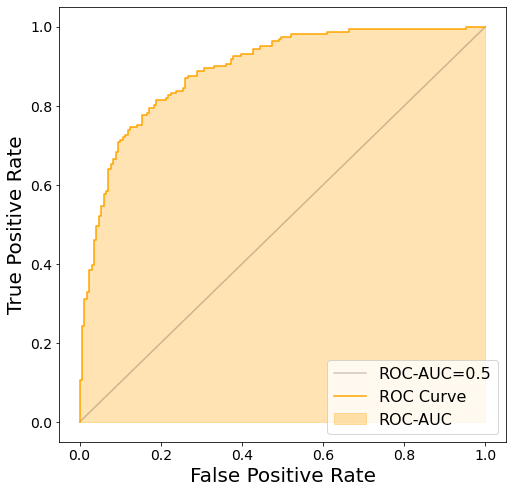 True Positive Rate
1.0
0.8
0.6
0.4
0.2
0.0
0.0 0.2 0.4 0.6 0.8 1.0
False Positive Rate
ROC-AUC=0.5
ROC Curve
ROC-AUC